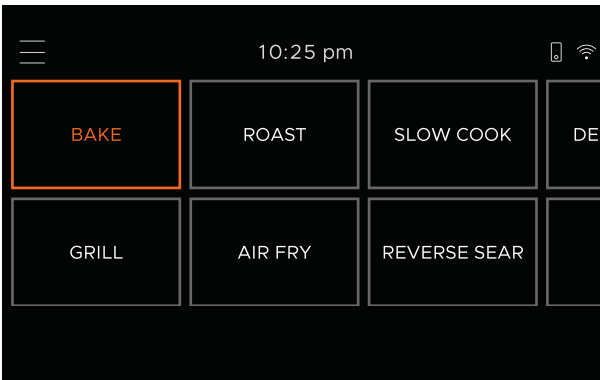 10:25 pm
BAKE ROAST SLOW COOK DE
GRILL AIR FRY REVERSE SEAR